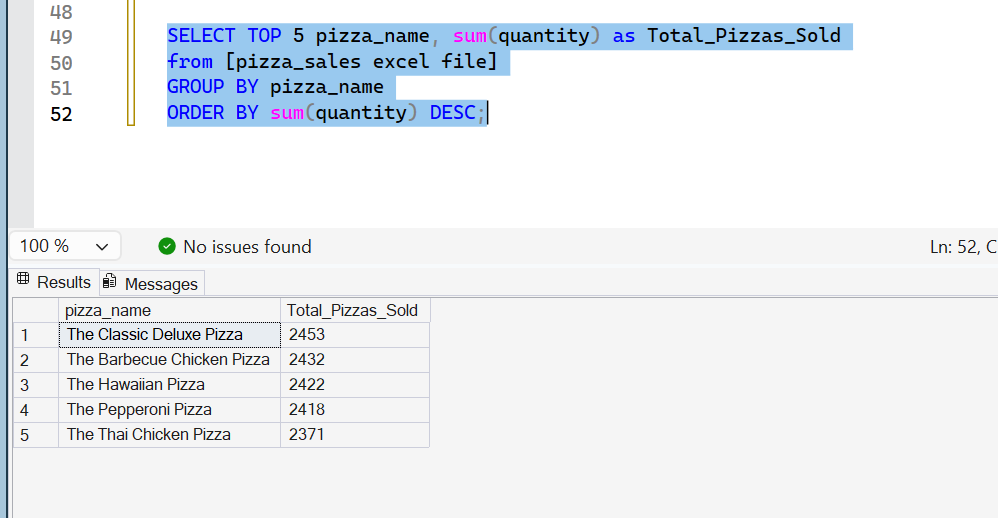 48
49 SELECT TOP 5 pizza_name, sum(quantity) as Total_Pizzas_Sold
50 from [pizza_sales excel file]
51 GROUP BY pizza_name
52 ORDER BY sum(quantity) DESC;
100 % No issues found Ln: 52, C
Results Messages
pizza_name Total_Pizzas_Sold
1 The Classic Deluxe Pizza 2453
2 The Barbecue Chicken Pizza 2432
3 The Hawaiian Pizza 2422
4 The Pepperoni Pizza 2418
5 The Thai Chicken Pizza 2371